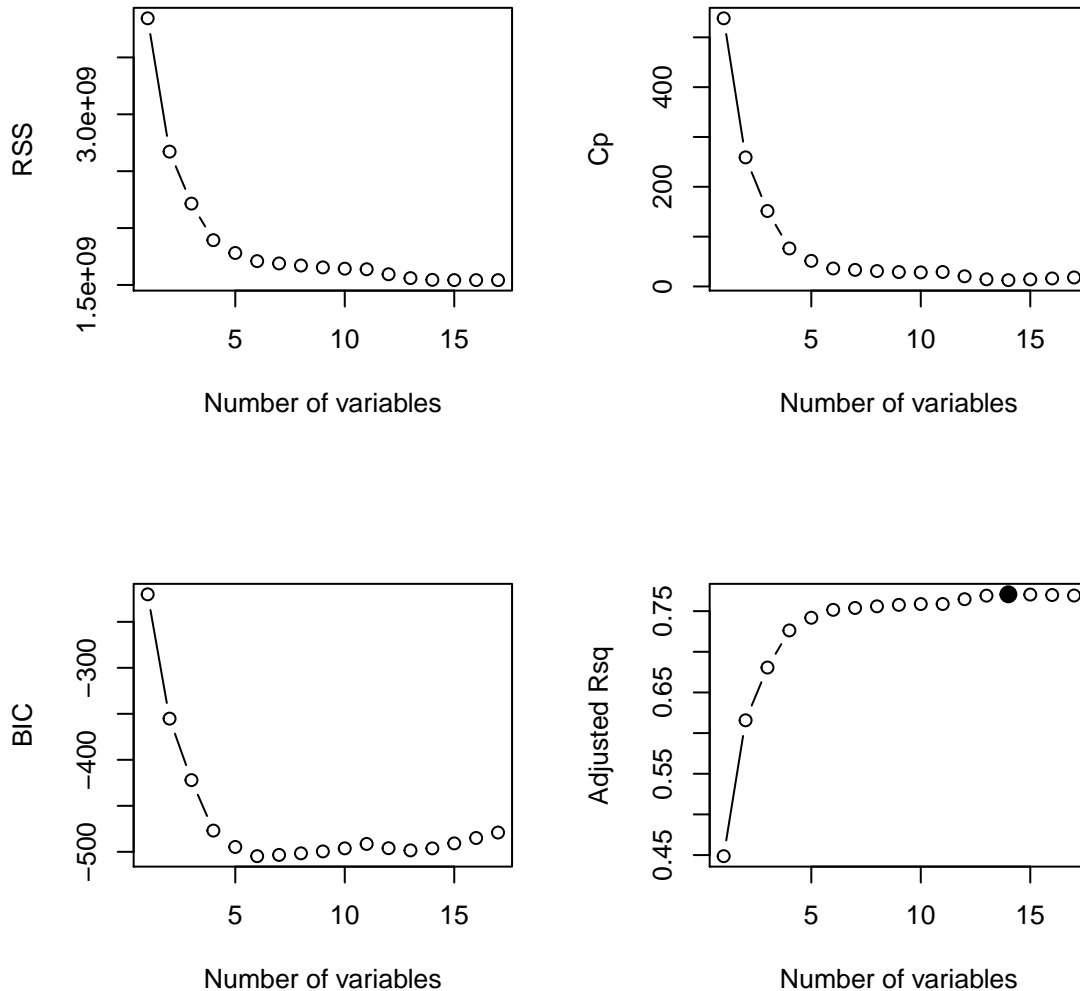 RSS
3.0e+09
1.5e+09
5
10
15
Number of variables
Cp
400
200
0
5
10
15
Number of variables
BIC
−300
−400
−500
5
10
15
Number of variables
Adjusted Rsq
0.75
0.65
0.55
0.45
5
10
15
Number of variables